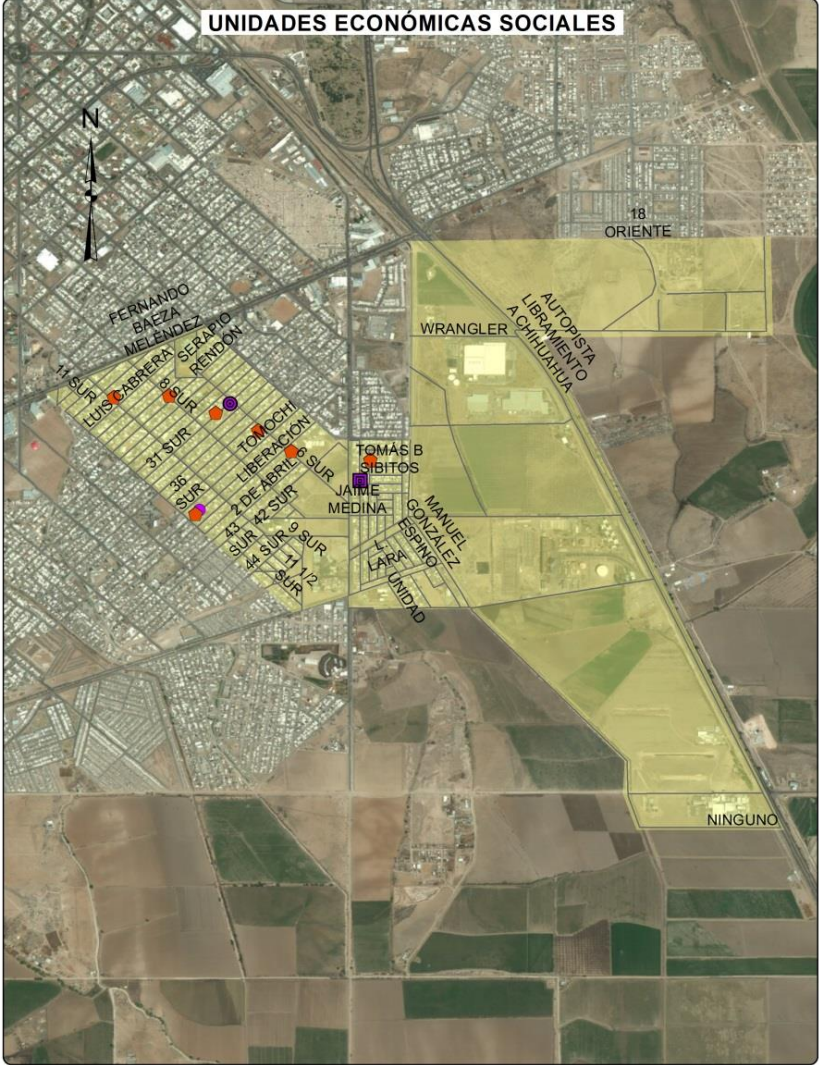 UNIDADES ECONÓMICAS SOCIALES
N
18
ORIENTE
FERNANDO
BAEZA
MELÉNDEZ
SERAPIO
RENDÓN
WRANGLER
AUTOPISTA
LIBRAMIENTO
A CHIHUAHUA
11 SUR
LUIS CABRERA
8 SUR
31 SUR
TOMOCHI
LIBERACIÓN
6 SUR
TOMÁS B
SIBITOS
36
SUR
2 DE ABRIL
JAIME
MEDINA
42 SUR
43
SUR
44 SUR
9 SUR
11 1/2
SUR
MANUEL
GONZÁLEZ
ESPINO
L
LARA
UNIDAD
NINGUNO